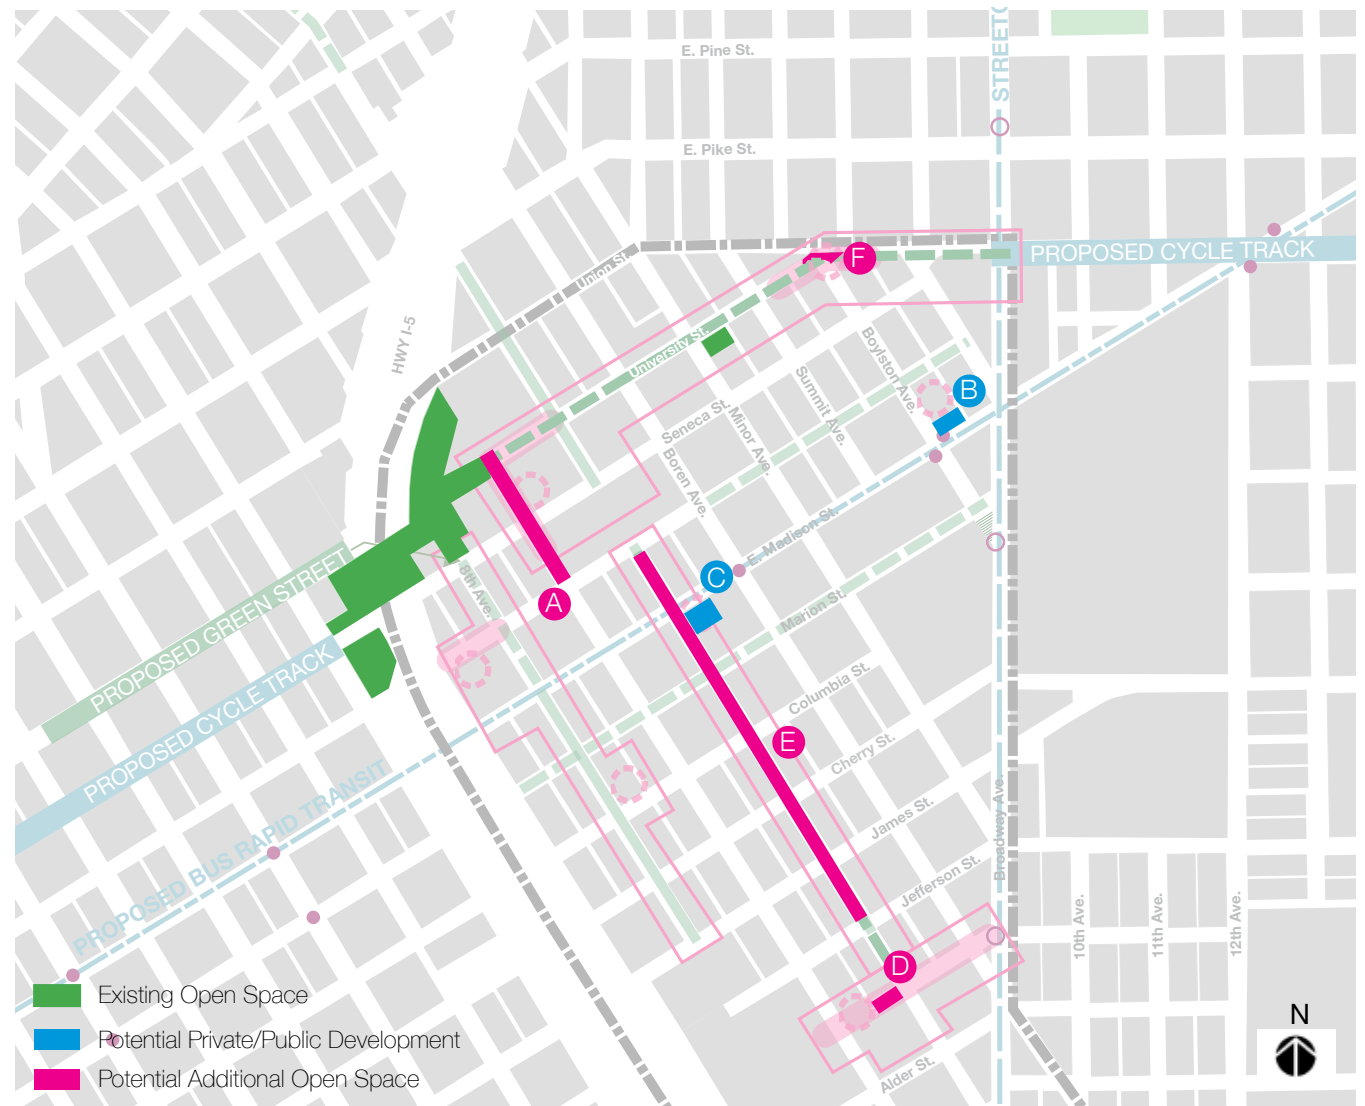 E. Pine St.
STREETC
E. Pike St.
Union St.
F
PROPOSED CYCLE TRACK
HWY I-5
University St.
Boylston Ave.
Summit Ave.
B
Seneca St.
Minor Ave.
Boren Ave.
E. Madison St.
PROPOSED GREEN STREET
8th Ave.
A
C
Marion St.
PROPOSED CYCLE TRACK
Columbia St.
E
Cherry St.
PROPOSED BUS RAPID TRANSIT
James St.
Broadway Ave.
Jefferson St.
10th Ave.
11th Ave.
12th Ave.
D
Alder St.
Existing Open Space
Potential Private/Public Development
Potential Additional Open Space
N